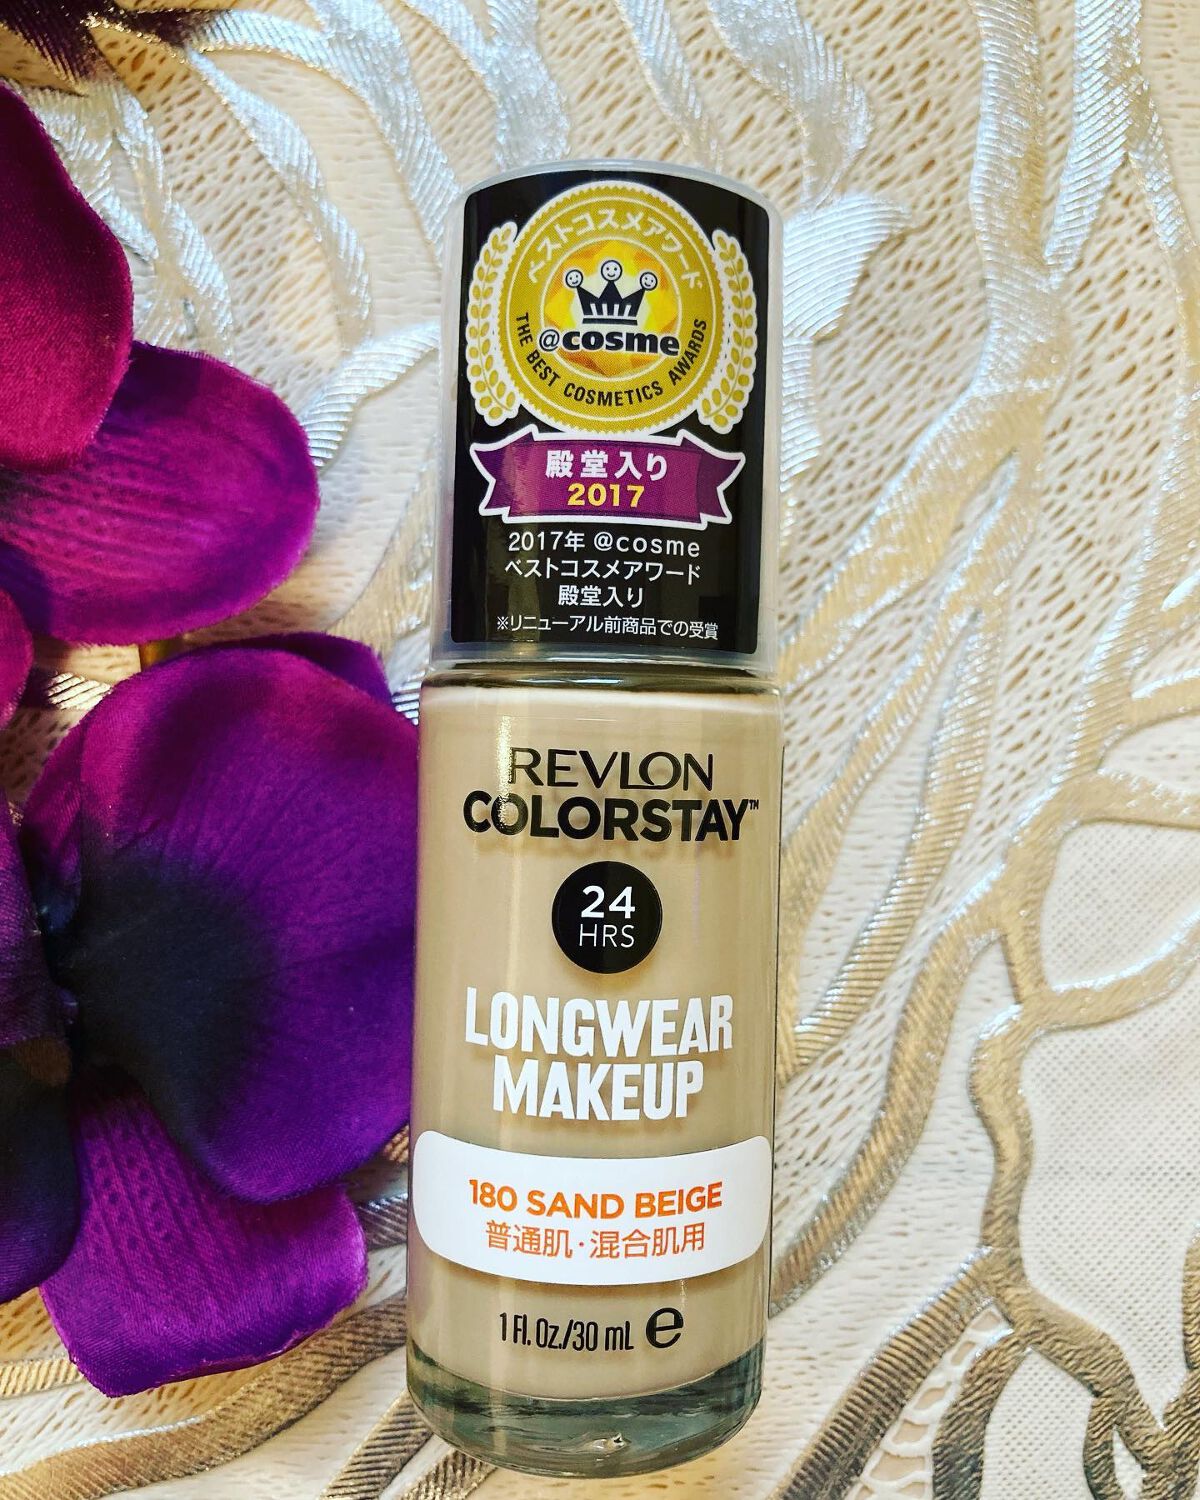 ベストコスメアワード
@cosme
THE BEST COSMETICS AWARDS
殿堂入り
2017
2017年 @cosme
ベストコスメアワード
殿堂入り
※リニューアル前商品での受賞
REVLON
COLORSTAY™
24
HRS
LONGWEAR
MAKEUP
180 SAND BEIGE
普通肌・混合肌用
1 Fl. Oz./30 mL ℮